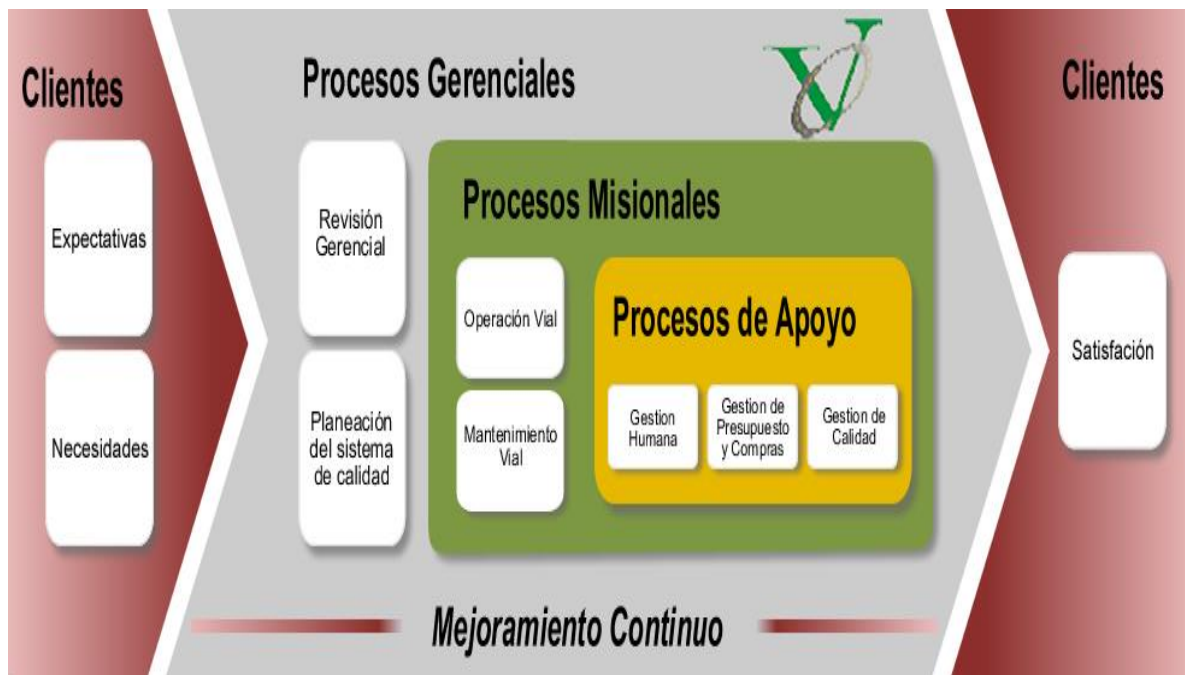 Clientes
Expectativas
Necesidades
Procesos Gerenciales
Revisión
Gerencial
Planeación
del sistema
de calidad
Procesos Misionales
Operación Vial
Mantenimiento
Vial
Procesos de Apoyo
Gestion
Humana
Gestion de
Presupuesto
y Compras
Gestion de
Calidad
Mejoramiento Continuo
Clientes
Satisfacción